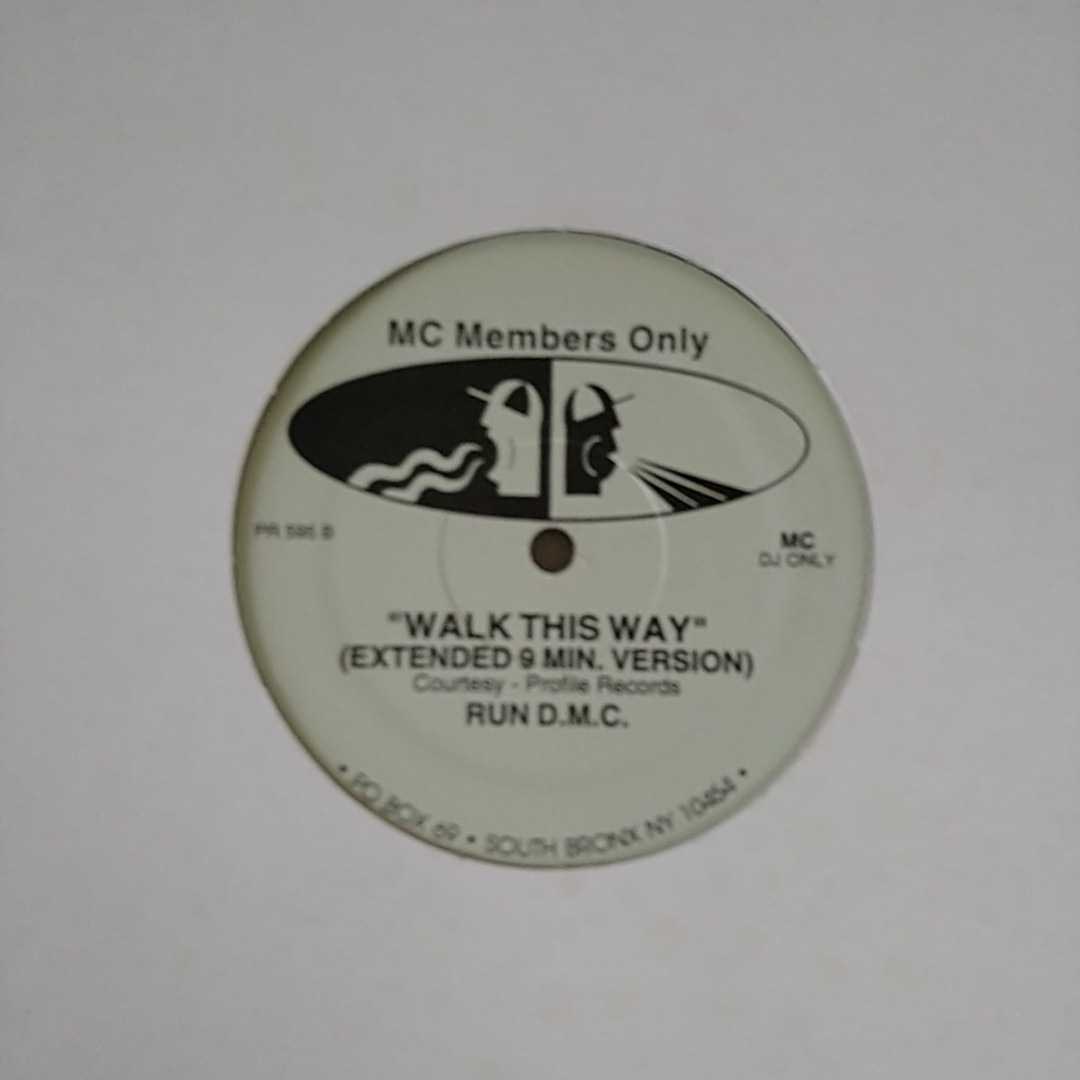 MC Members Only
PR 595 B
MC
DJ ONLY
"WALK THIS WAY"
(EXTENDED 9 MIN. VERSION)
Courtesy - Profile Records
RUN D.M.C.
• PO BOX 69 • SOUTH BRONX NY 10454 •